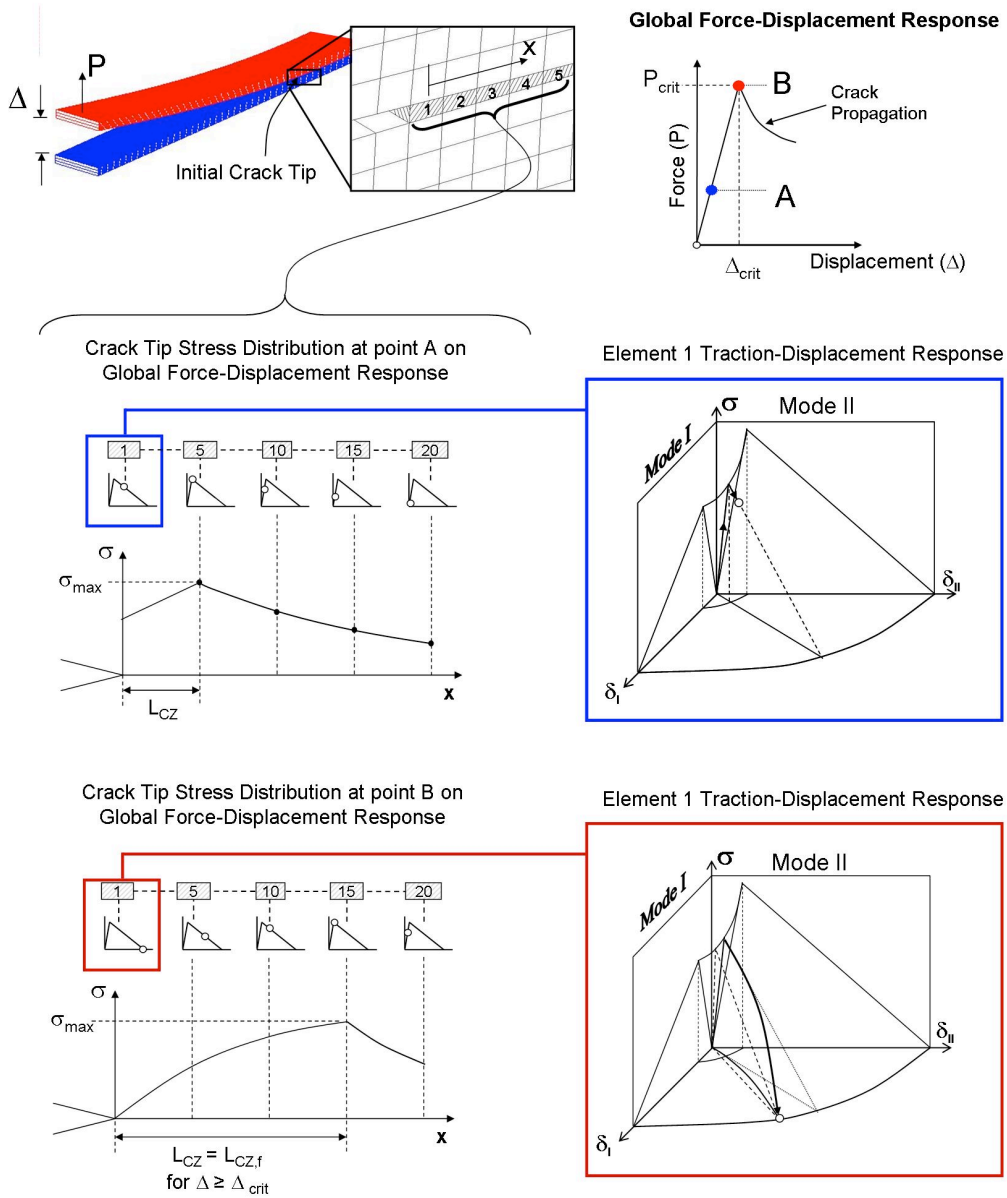 Global Force-Displacement Response
P
Δ
x
1 2 3 4 5
Initial Crack Tip
P_crit
B
Crack
Propagation
Force (P)
A
Δ_crit
Displacement (Δ)
Crack Tip Stress Distribution at point A on
Global Force-Displacement Response
Element 1 Traction-Displacement Response
1 5 10 15 20
σ
σ_max
L_CZ
x
σ
Mode II
Mode I
δ_II
δ_I
Crack Tip Stress Distribution at point B on
Global Force-Displacement Response
Element 1 Traction-Displacement Response
1 5 10 15 20
σ
σ_max
x
L_CZ = L_CZ,f
for Δ ≥ Δ_crit
σ
Mode II
Mode I
δ_II
δ_I